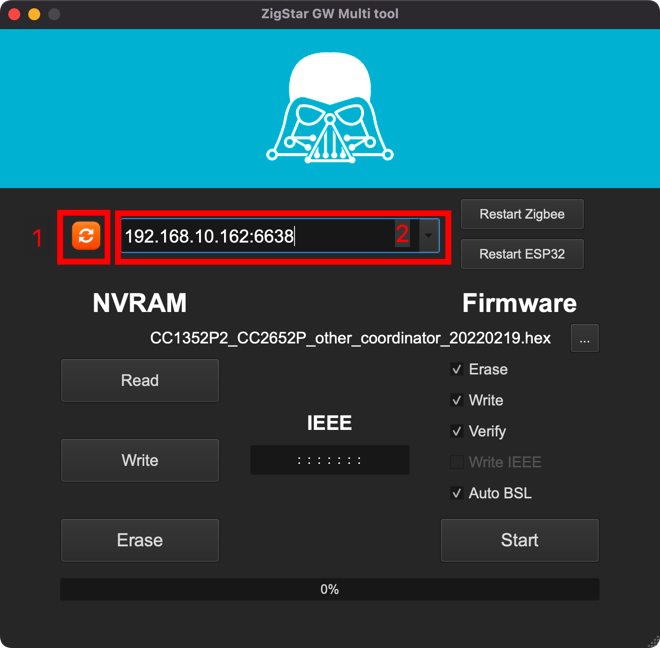 ZigStar GW Multi tool
1
192.168.10.162:6638
2
Restart Zigbee
Restart ESP32
NVRAM
Firmware
CC1352P2_CC2652P_other_coordinator_20220219.hex
...
Read
Erase
Write
Verify
IEEE
Write
: : : : : : :
Write IEEE
Auto BSL
Erase
Start
0%